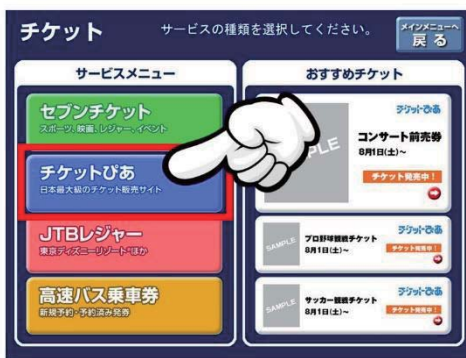 チケット
サービスの種類を選択してください。
メインメニューへ
戻る
サービスメニュー
セブンチケット
スポーツ、映画、レジャー、イベント
チケットぴあ
日本最大級のチケット販売サイト
JTBレジャー
東京ディズニーリゾート®ほか
高速バス乗車券
新規予約・予約済み発券
おすすめチケット
チケットぴあ
SAMPLE
コンサート前売券
8月1日(土)~
チケット発売中!
チケットぴあ
SAMPLE
プロ野球観戦チケット
8月1日(土)~
チケット発売中!
チケットぴあ
SAMPLE
サッカー観戦チケット
8月1日(土)~
チケット発売中!